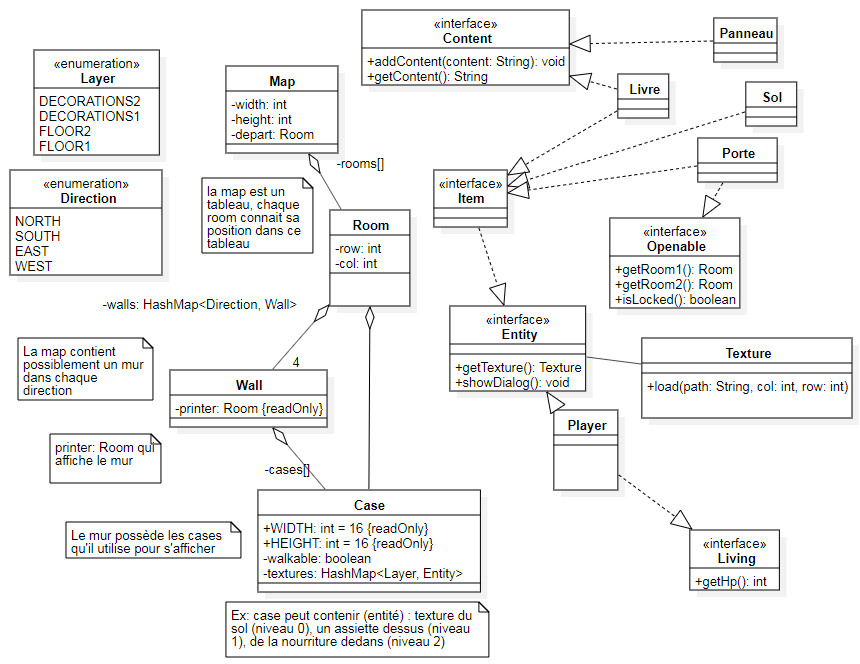 «enumeration»
Layer
DECORATIONS2
DECORATIONS1
FLOOR2
FLOOR1
«enumeration»
Direction
NORTH
SOUTH
EAST
WEST
Map
-width: int
-height: int
-depart: Room
-rooms[]
la map est un
tableau, chaque
room connait sa
position dans ce
tableau
Room
-row: int
-col: int
-walls: HashMap<Direction, Wall>
4
La map contient
possiblement un mur
dans chaque
direction
Wall
-printer: Room {readOnly}
printer: Room qui
affiche le mur
-cases[]
Le mur possède les cases
qu'il utilise pour s'afficher
Case
+WIDTH: int = 16 {readOnly}
+HEIGHT: int = 16 {readOnly}
-walkable: boolean
-textures: HashMap<Layer, Entity>
Ex: case peut contenir (entité) : texture du
sol (niveau 0), un assiette dessus (niveau
1), de la nourriture dedans (niveau 2)
«interface»
Content
+addContent(content: String): void
+getContent(): String
Panneau
Livre
Sol
Porte
«interface»
Item
«interface»
Openable
+getRoom1(): Room
+getRoom2(): Room
+isLocked(): boolean
«interface»
Entity
+getTexture(): Texture
+showDialog(): void
Texture
+load(path: String, col: int, row: int)
Player
«interface»
Living
+getHp(): int